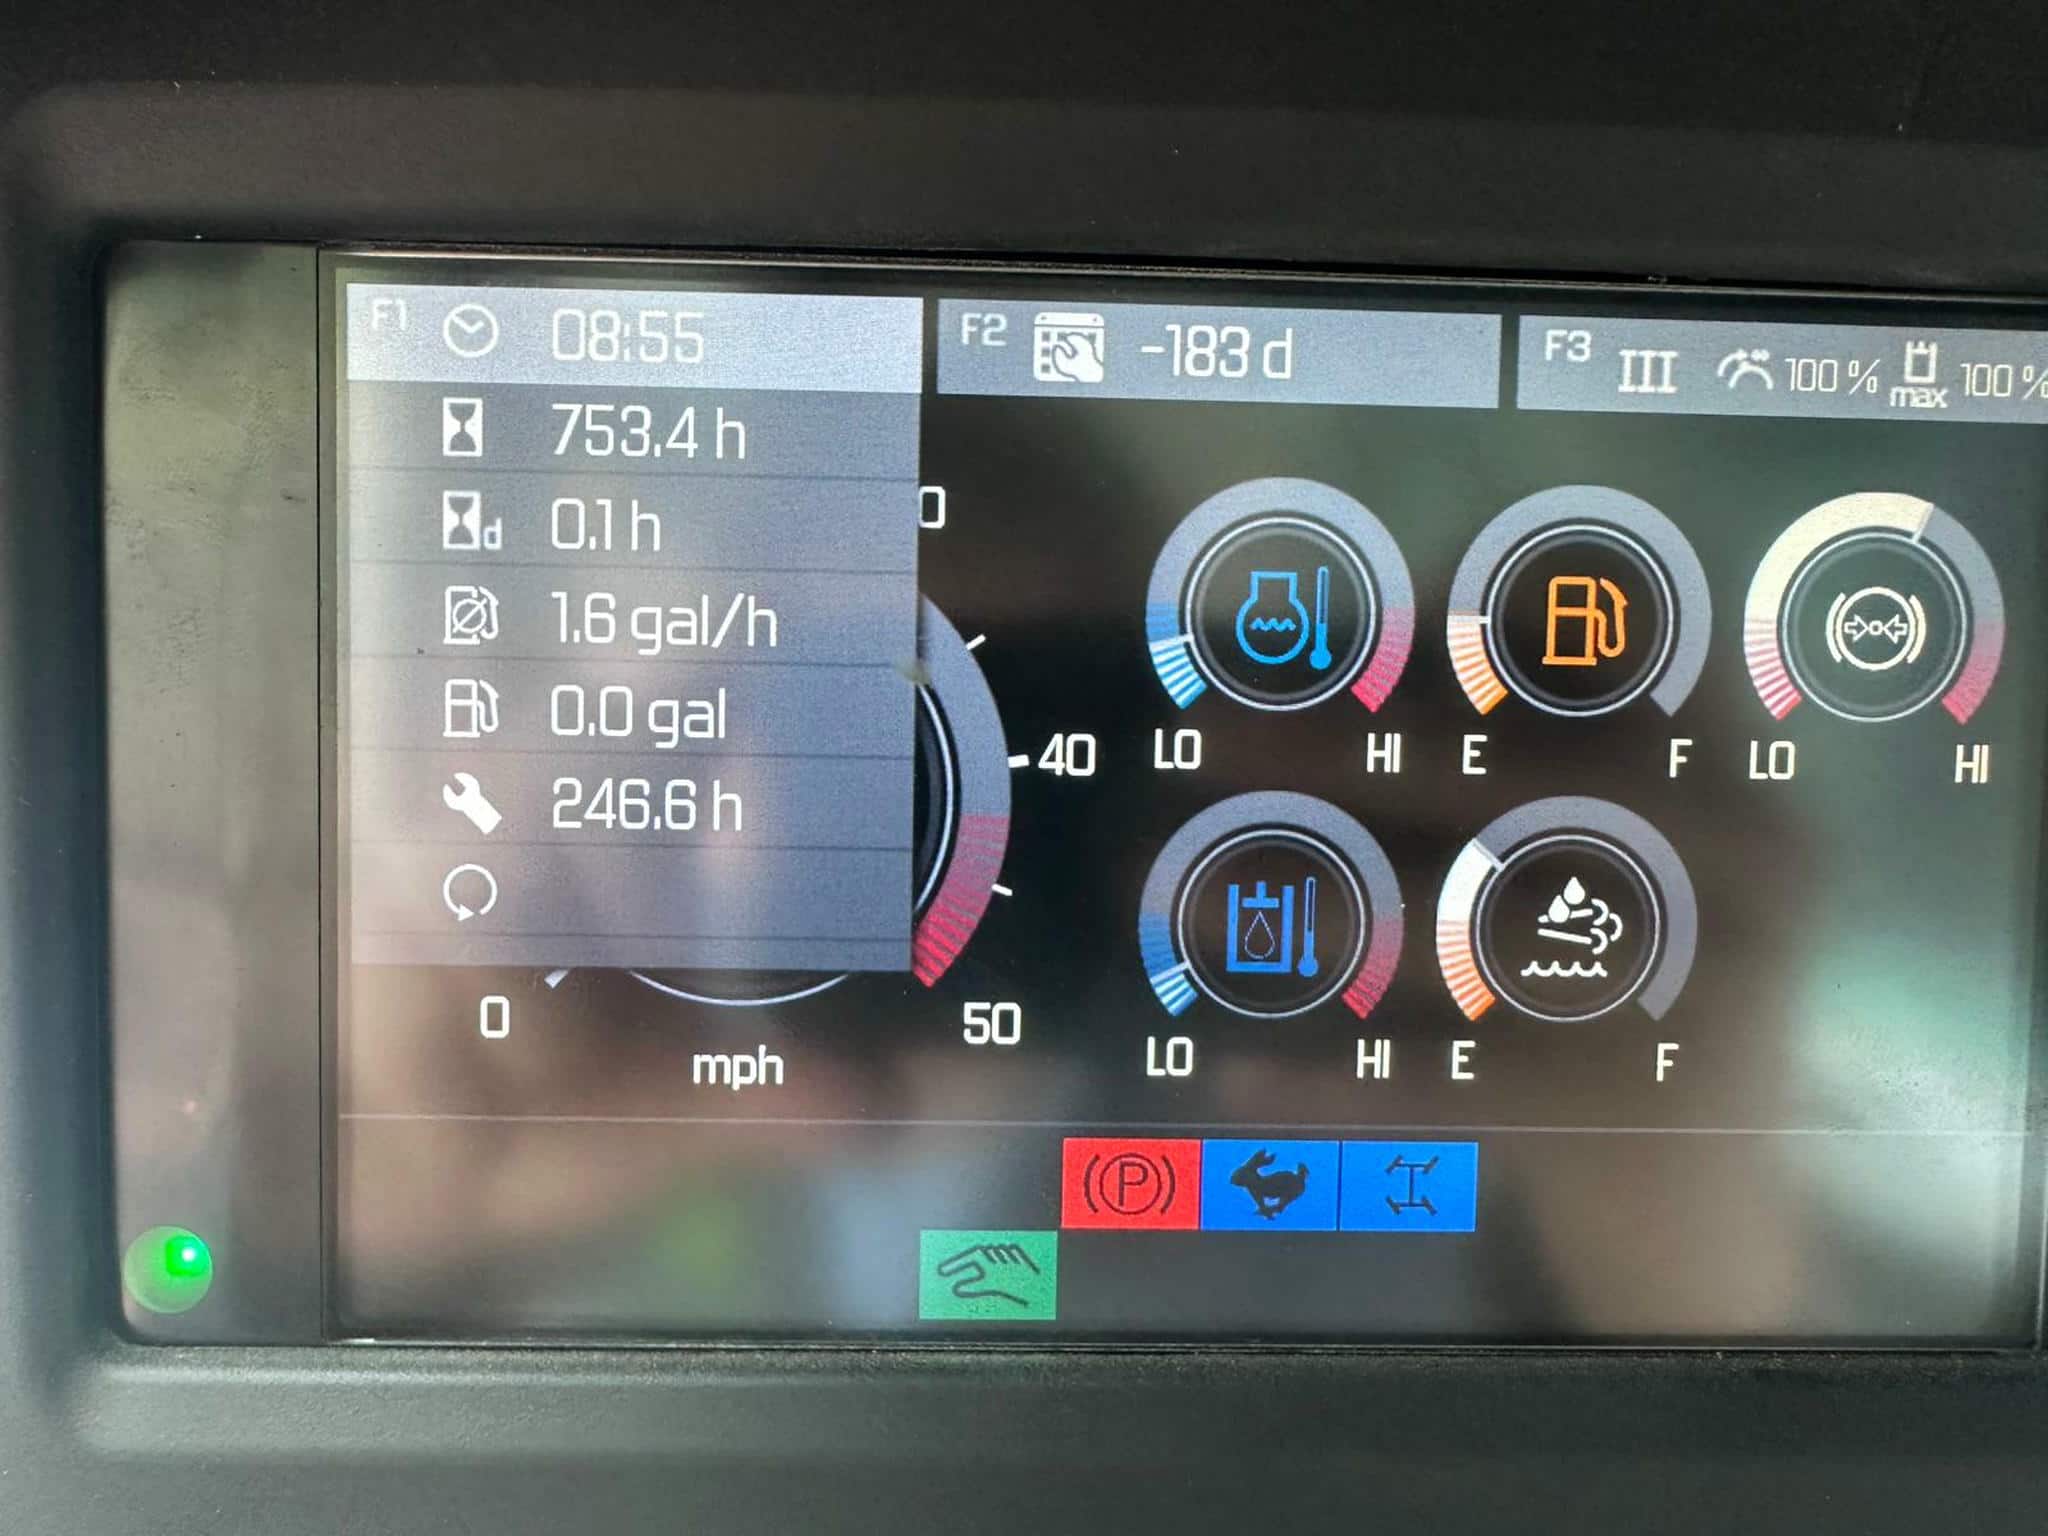 F1 08:55
F2 -183 d
F3 III 100 % max 100 %
753.4 h
d 0.1 h
1.6 gal/h
0.0 gal
246.6 h
0
40
50
0
mph
LO HI
E F
LO HI
LO HI
E F
P